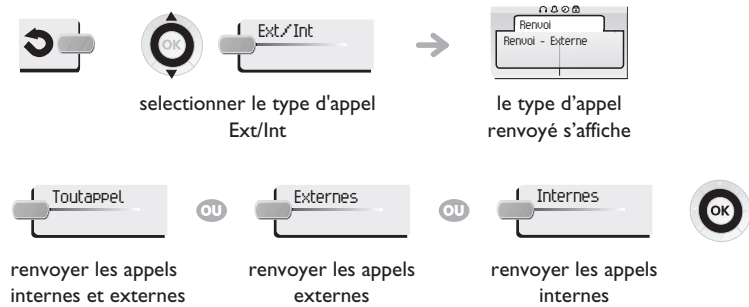 OK
Ext/Int
Renvoi
Renvoi - Externe
selectionner le type d'appel
Ext/Int
le type d’appel
renvoyé s’affiche
Toutappel
OU
Externes
OU
Internes
OK
renvoyer les appels
internes et externes
renvoyer les appels
externes
renvoyer les appels
internes